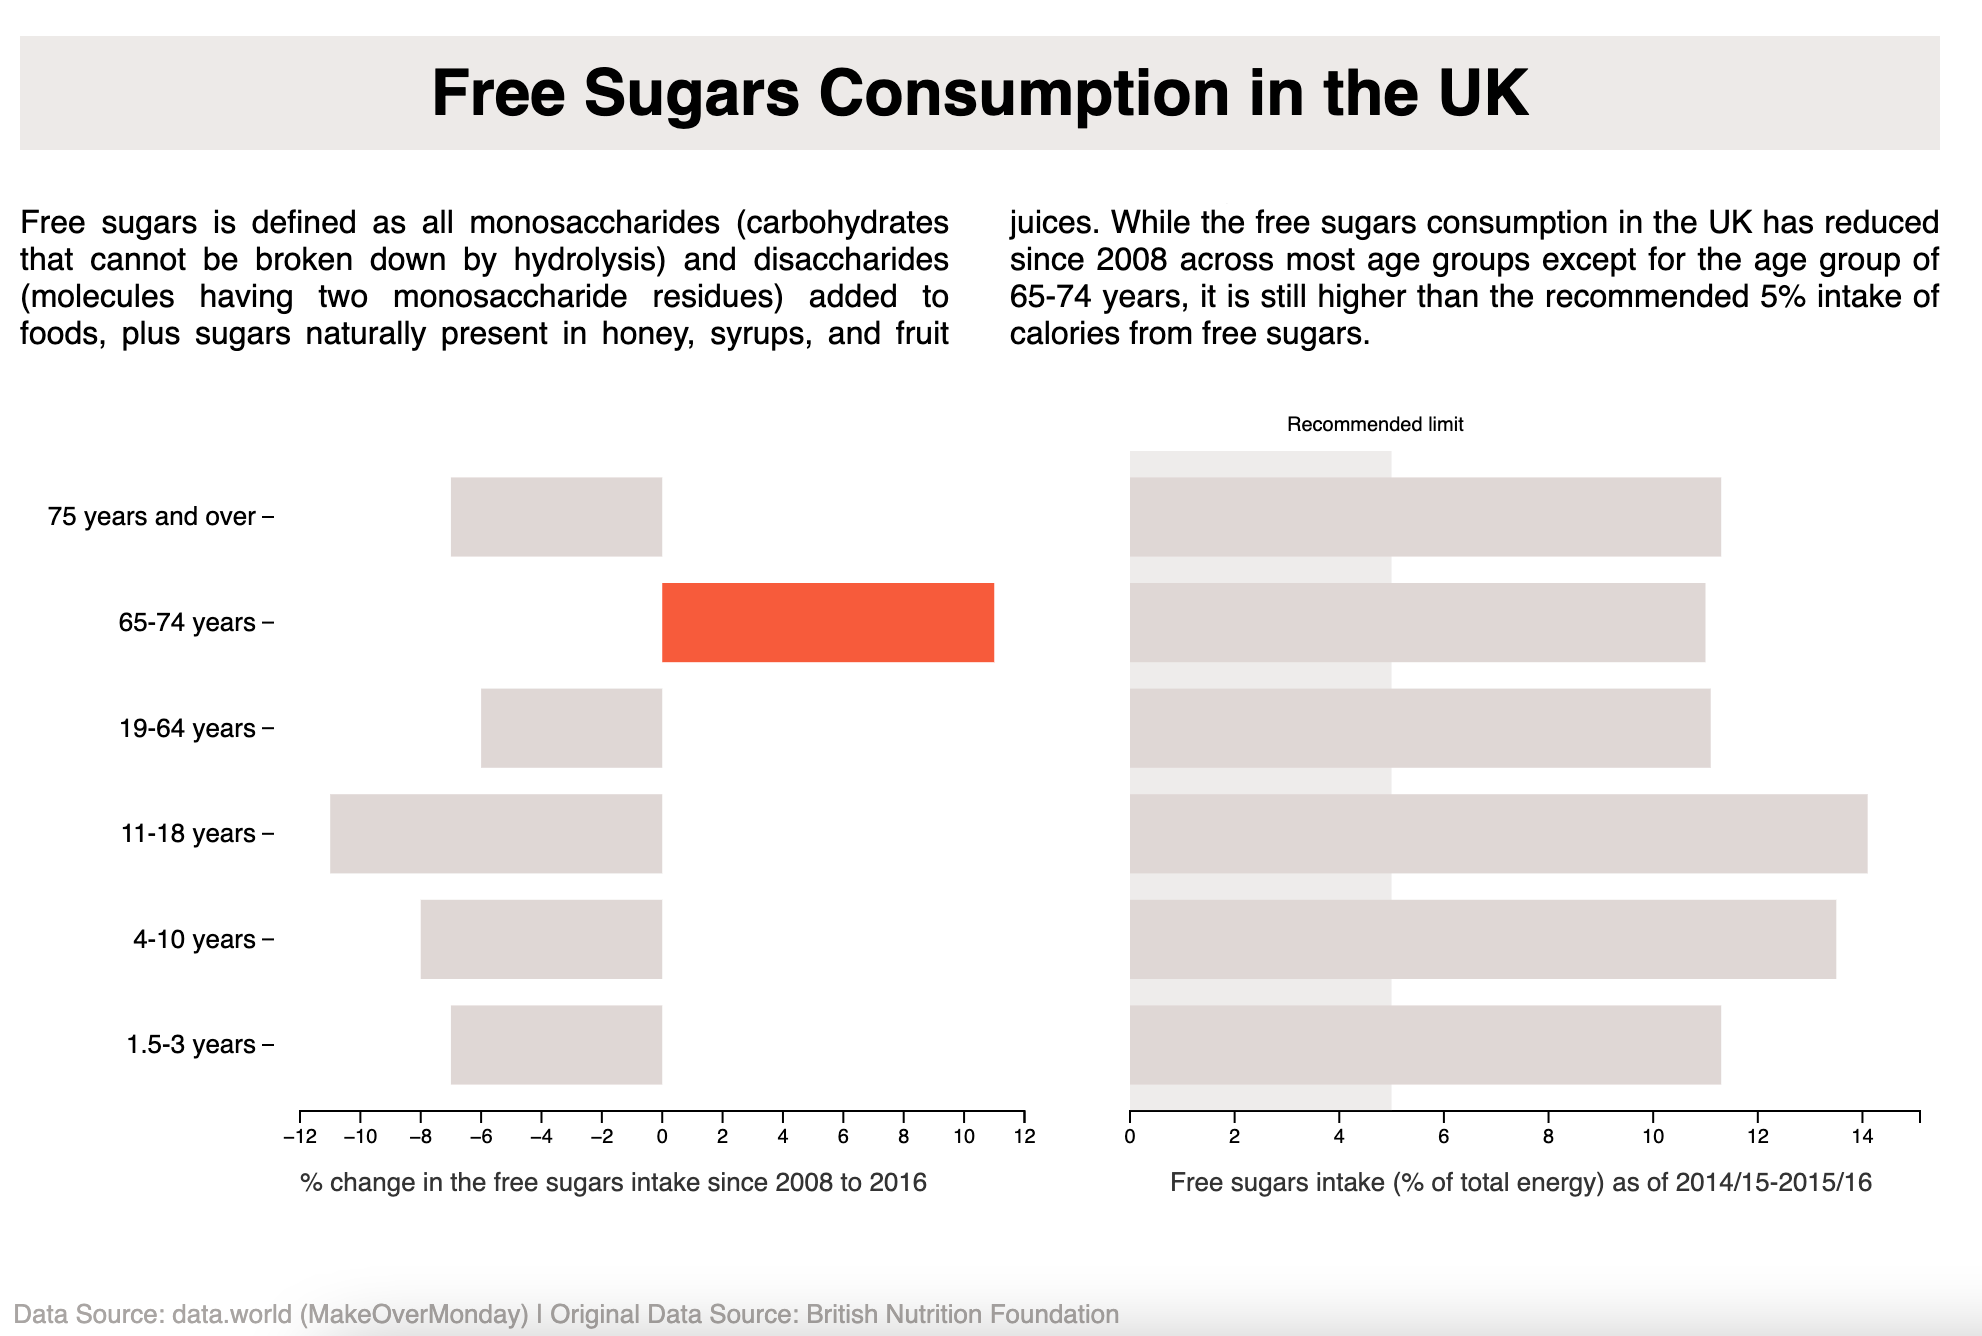 Free Sugars Consumption in the UK
Free sugars is defined as all monosaccharides (carbohydrates
that cannot be broken down by hydrolysis) and disaccharides
(molecules having two monosaccharide residues) added to
foods, plus sugars naturally present in honey, syrups, and fruit
juices. While the free sugars consumption in the UK has reduced
since 2008 across most age groups except for the age group of
65-74 years, it is still higher than the recommended 5% intake of
calories from free sugars.
75 years and over
65-74 years
19-64 years
11-18 years
4-10 years
1.5-3 years
−12 −10 −8 −6 −4 −2 0 2 4 6 8 10 12
% change in the free sugars intake since 2008 to 2016
Recommended limit
0 2 4 6 8 10 12 14
Free sugars intake (% of total energy) as of 2014/15-2015/16
Data Source: data.world (MakeOverMonday) | Original Data Source: British Nutrition Foundation